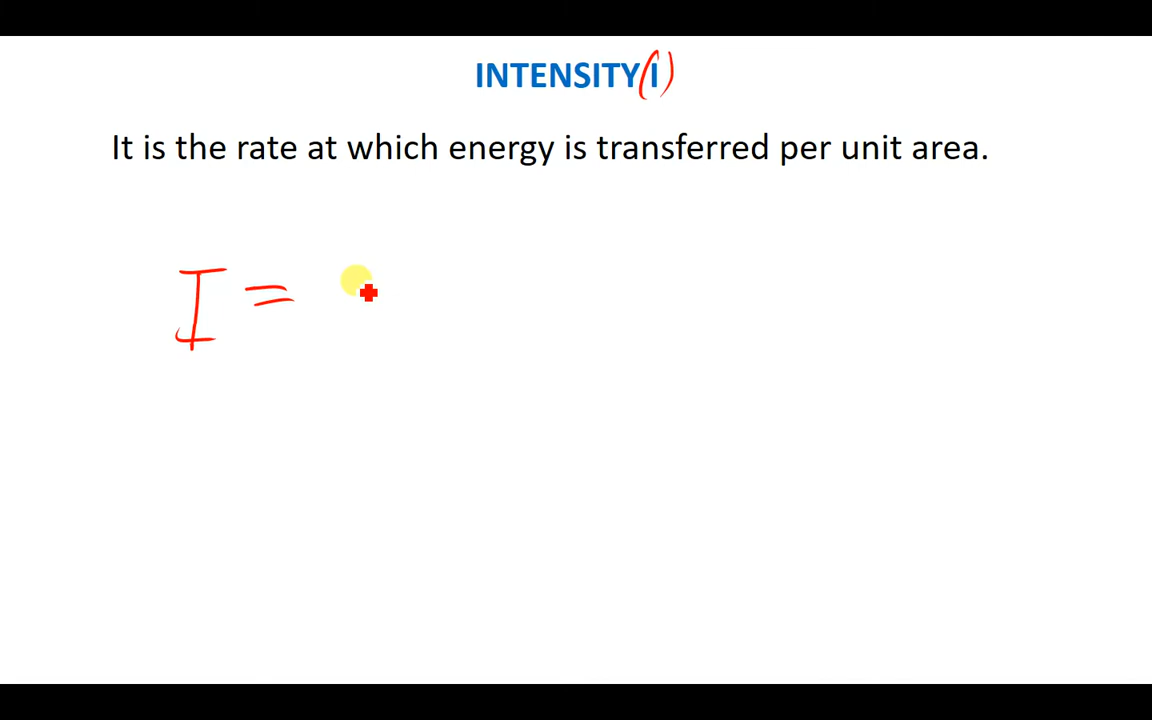 INTENSITY(I)
It is the rate at which energy is transferred per unit area.
I =